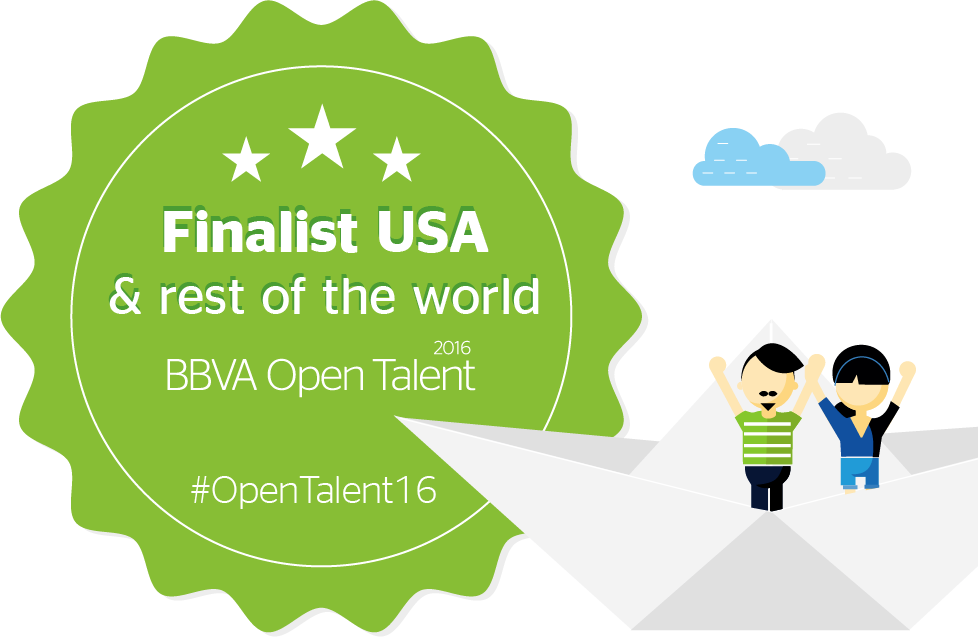 Finalist USA
& rest of the world
2016
BBVA Open Talent
#OpenTalent16